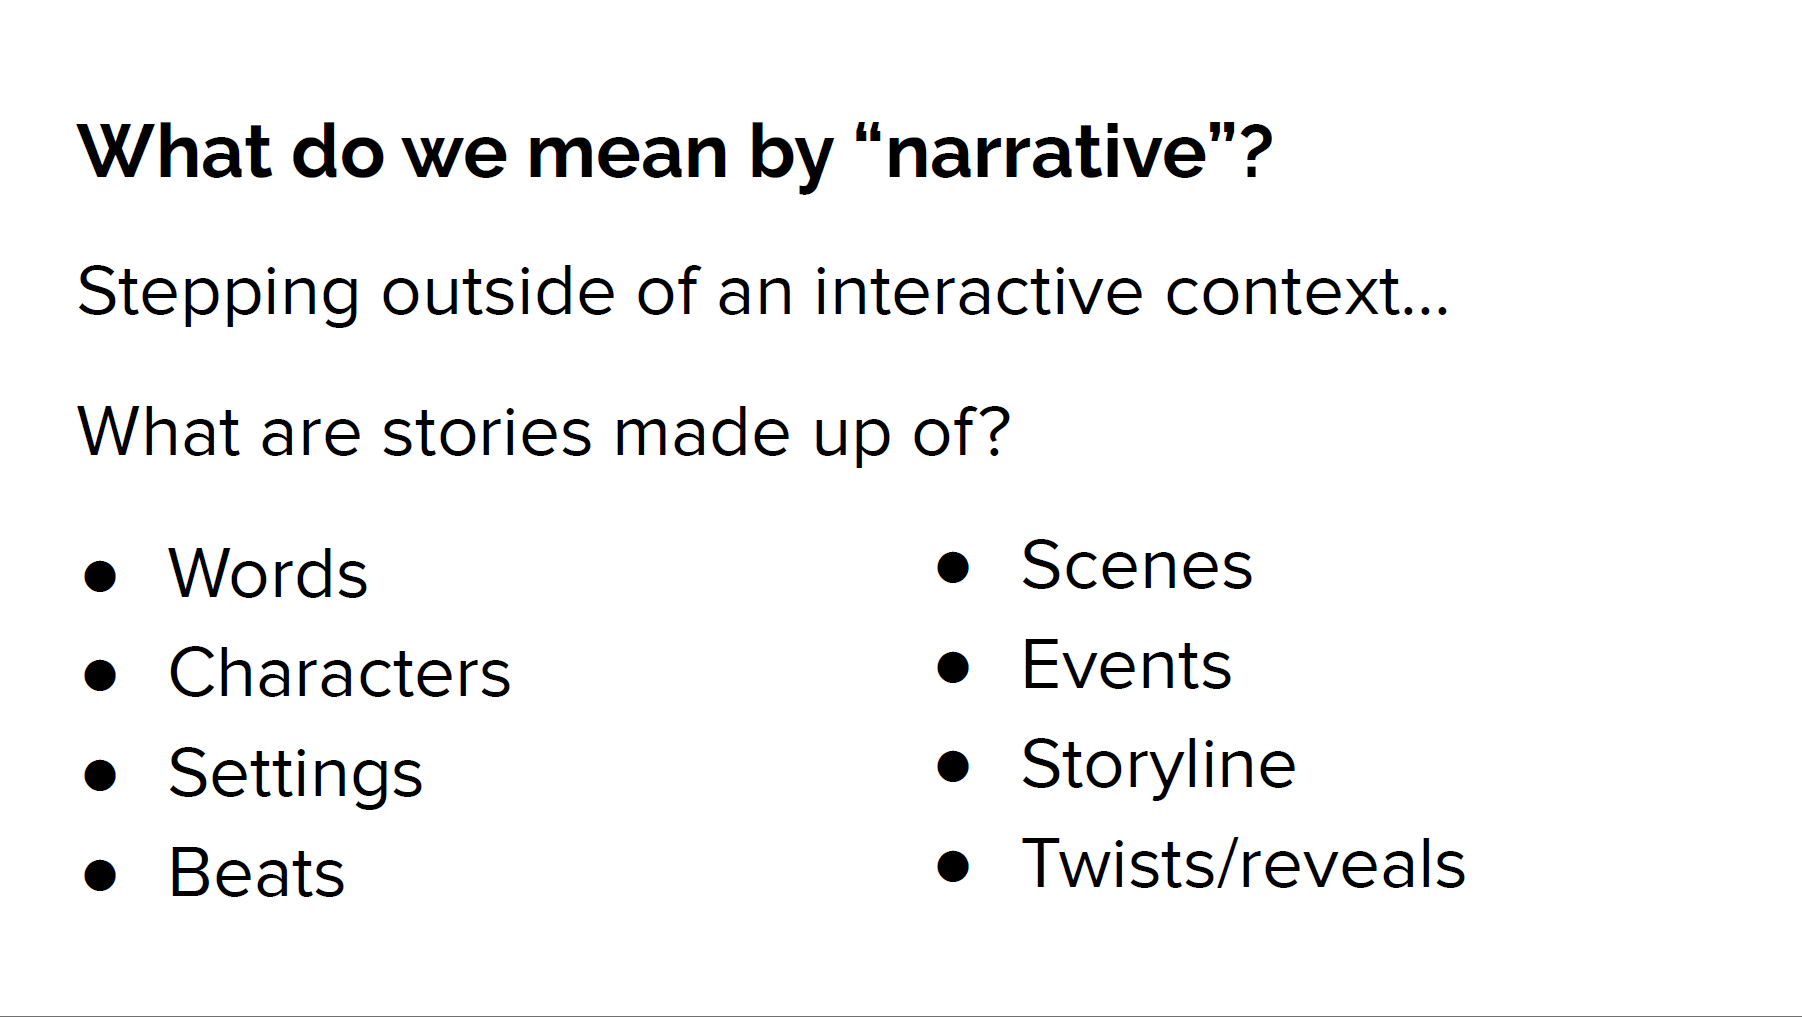 What do we mean by “narrative”?
Stepping outside of an interactive context...
What are stories made up of?
● Words
● Characters
● Settings
● Beats
● Scenes
● Events
● Storyline
● Twists/reveals